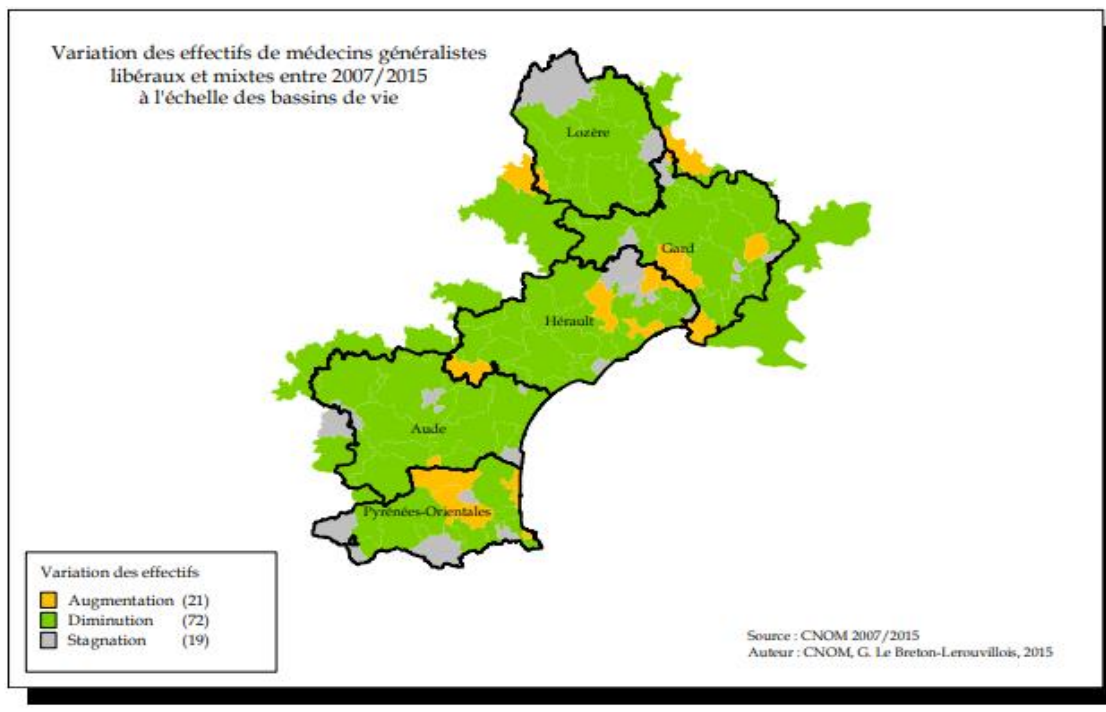 Variation des effectifs de médecins généralistes
libéraux et mixtes entre 2007/2015
à l'échelle des bassins de vie
Lozère
Gard
Hérault
Aude
Pyrénées-Orientales
Variation des effectifs
Augmentation (21)
Diminution (72)
Stagnation (19)
Source : CNOM 2007/2015
Auteur : CNOM, G. Le Breton-Lerouvillois, 2015